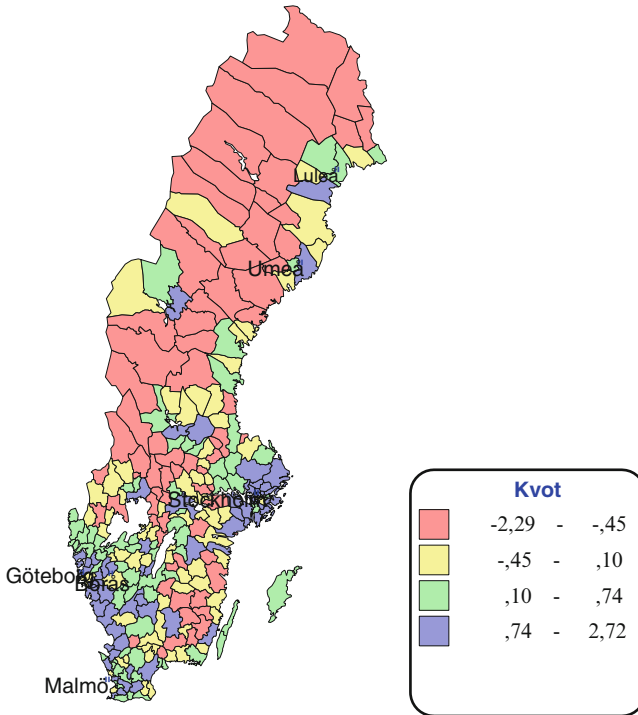 Luleå
Umeå
Stockholm
Göteborg
Borås
Malmö
Kvot
-2,29 - -,45
-,45 - ,10
,10 - ,74
,74 - 2,72